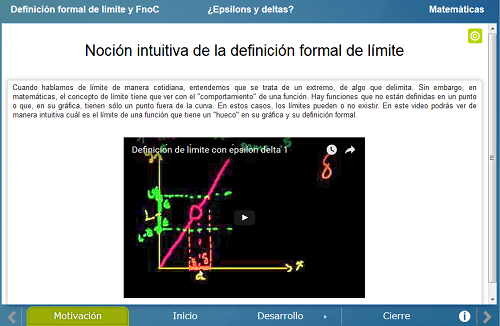 Definición formal de límite y FnoC ¿Epsilons y deltas? Matemáticas
Noción intuitiva de la definición formal de límite
Cuando hablamos de límite de manera cotidiana, entendemos que se trata de un extremo, de algo que delimita. Sin embargo, en
matemáticas, el concepto de límite tiene que ver con el "comportamiento" de una función. Hay funciones que no están definidas en un punto
o que, en su gráfica, tienen sólo un punto fuera de la curva. En estos casos, los límites pueden o no existir. En este video podrás ver de
manera intuitiva cuál es el límite de una función que tiene un "hueco" en su gráfica y su definición formal.
Definición de límite con epsilon delta 1
δ
L
a
x
Motivación Inicio Desarrollo Cierre